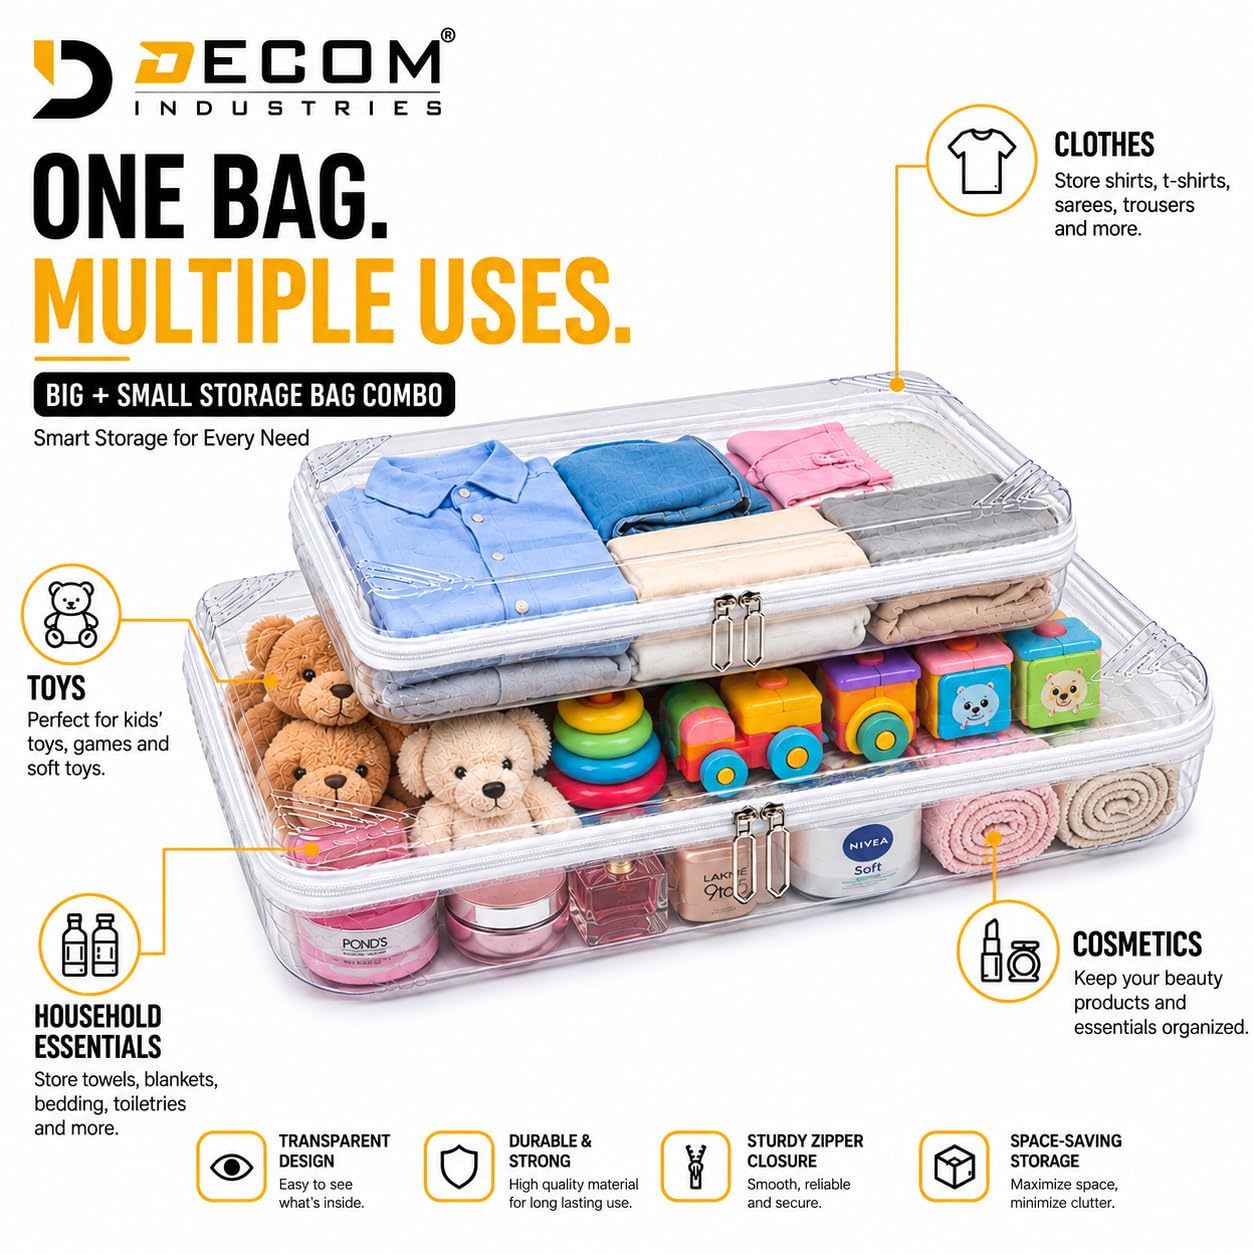 DECOM®
INDUSTRIES
ONE BAG.
MULTIPLE USES.
BIG + SMALL STORAGE BAG COMBO
Smart Storage for Every Need
CLOTHES
Store shirts, t-shirts,
sarees, trousers
and more.
TOYS
Perfect for kids'
toys, games and
soft toys.
POND'S
LAKME
9to5
NIVEA
Soft
HOUSEHOLD
ESSENTIALS
Store towels, blankets,
bedding, toiletries
and more.
COSMETICS
Keep your beauty
products and
essentials organized.
TRANSPARENT
DESIGN
Easy to see
what's inside.
DURABLE &
STRONG
High quality material
for long lasting use.
STURDY ZIPPER
CLOSURE
Smooth, reliable
and secure.
SPACE-SAVING
STORAGE
Maximize space,
minimize clutter.